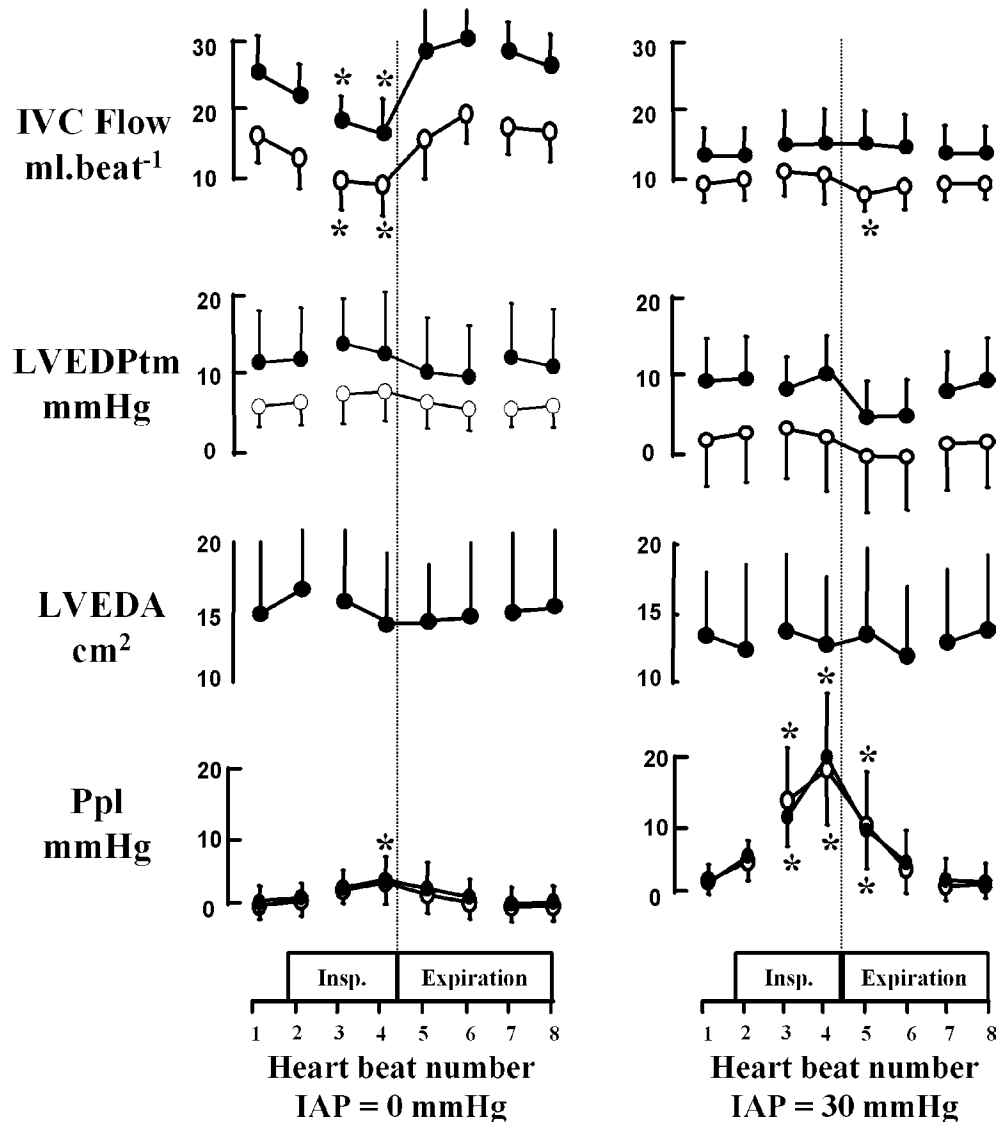 IVC Flow
ml.beat⁻¹
30
20
10
*
*
*
*
30
20
10
*
LVEDPtm
mmHg
20
10
0
20
10
0
LVEDA
cm²
20
15
10
20
15
10
Ppl
mmHg
20
10
0
*
20
10
0
*
*
*
*
*
*
Insp.
Expiration
Insp.
Expiration
1 2 3 4 5 6 7 8
1 2 3 4 5 6 7 8
Heart beat number
IAP = 0 mmHg
Heart beat number
IAP = 30 mmHg